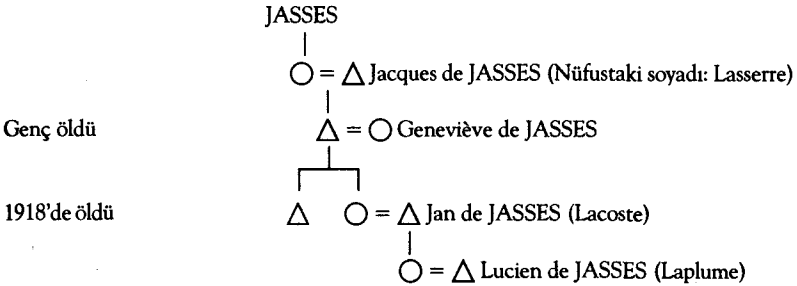 JASSES
Jacques de JASSES (Nüfustaki soyadı: Lasserre)
Genç öldü
Geneviève de JASSES
1918'de öldü
Jan de JASSES (Lacoste)
Lucien de JASSES (Laplume)